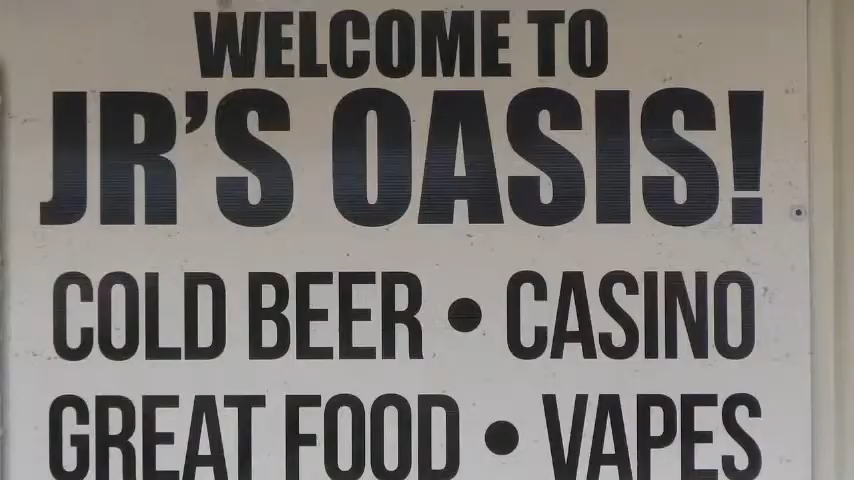 WELCOME TO
JR'S OASIS!
COLD BEER • CASINO
GREAT FOOD • VAPES